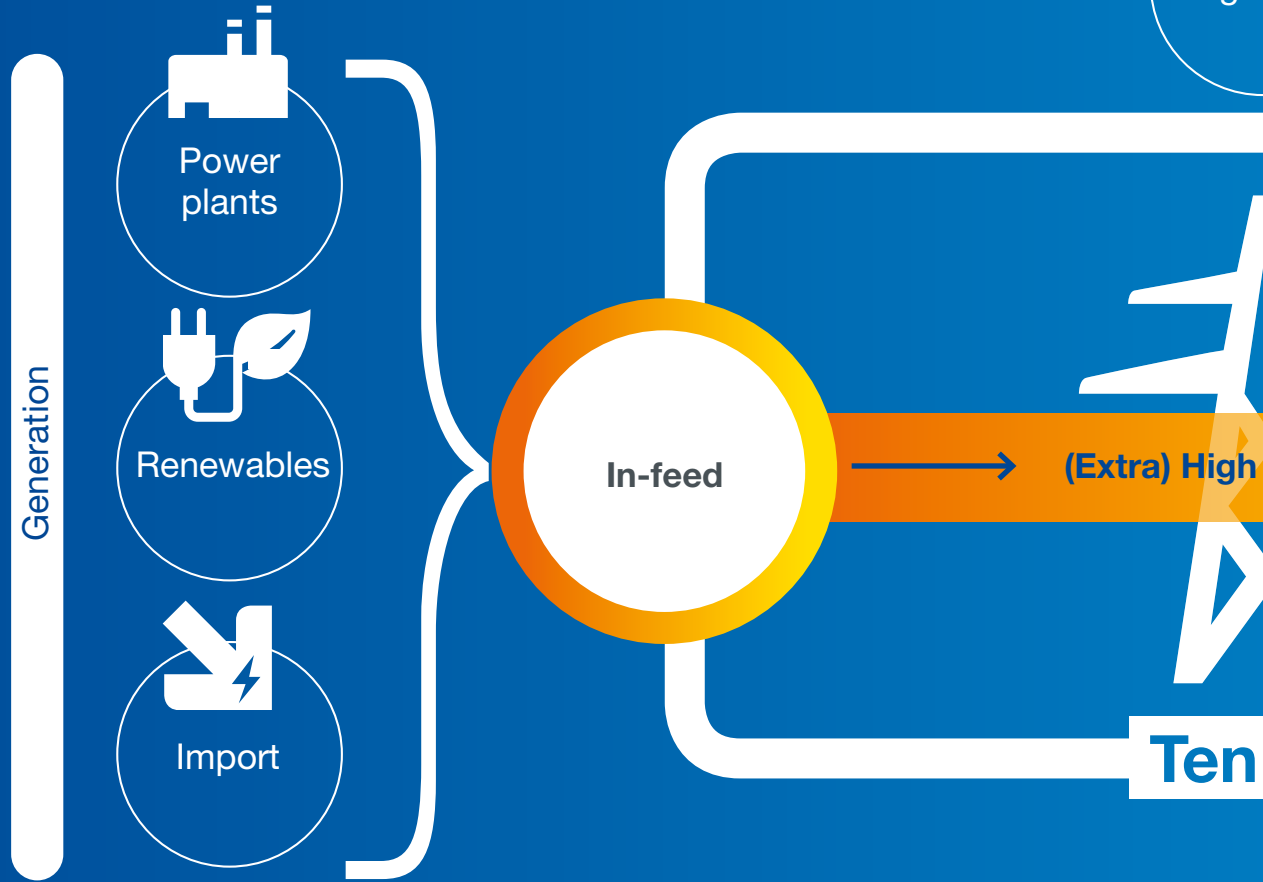 Generation
Power
plants
Renewables
Import
In-feed
(Extra) High
Ten